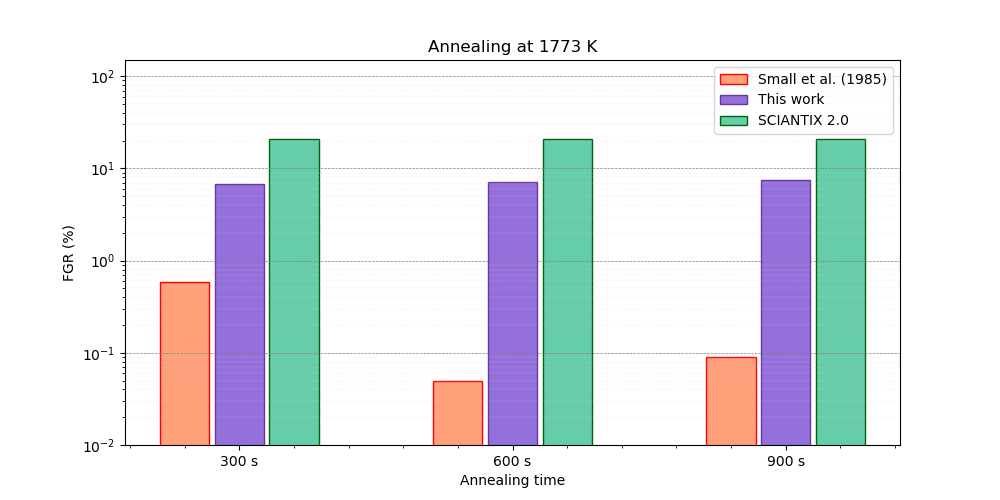 Annealing at 1773 K
Small et al. (1985)
This work
SCIANTIX 2.0
10²
10¹
10⁰
10⁻¹
10⁻²
FGR (%)
300 s
600 s
900 s
Annealing time